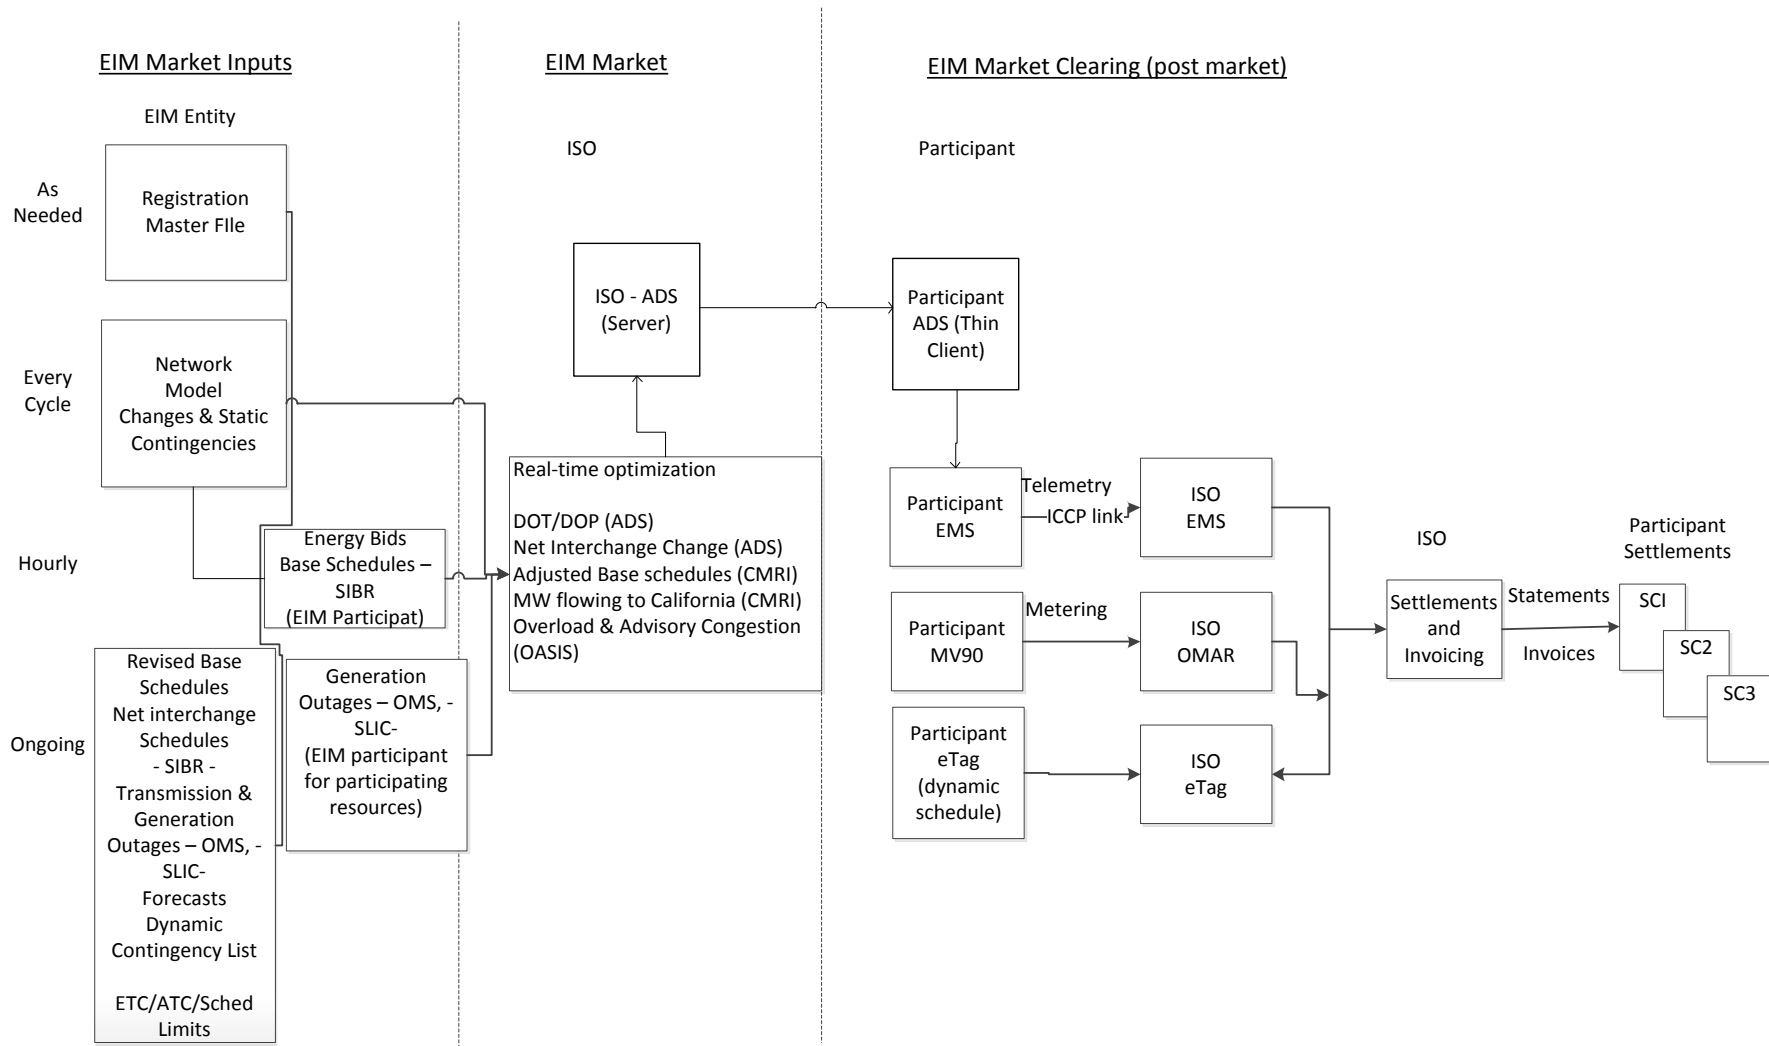 EIM Market Inputs
EIM Market
EIM Market Clearing (post market)
EIM Entity
ISO
Participant
As
Needed
Registration
Master FIle
ISO - ADS
(Server)
Participant
ADS (Thin
Client)
Every
Cycle
Network
Model
Changes & Static
Contingencies
Real-time optimization
DOT/DOP (ADS)
Net Interchange Change (ADS)
Adjusted Base schedules (CMRI)
MW flowing to California (CMRI)
Overload & Advisory Congestion
(OASIS)
Participant
EMS
Telemetry
ICCP link
ISO
EMS
Hourly
Energy Bids
Base Schedules –
SIBR
(EIM Participat)
ISO
Participant
Settlements
Participant
MV90
Metering
ISO
OMAR
Settlements
and
Invoicing
Statements
Invoices
SCI
SC2
SC3
Ongoing
Revised Base
Schedules
Net interchange
Schedules
- SIBR -
Transmission &
Generation
Outages – OMS, -
SLIC-
Forecasts
Dynamic
Contingency List
ETC/ATC/Sched
Limits
Generation
Outages – OMS, -
SLIC-
(EIM participant
for participating
resources)
Participant
eTag
(dynamic
schedule)
ISO
eTag